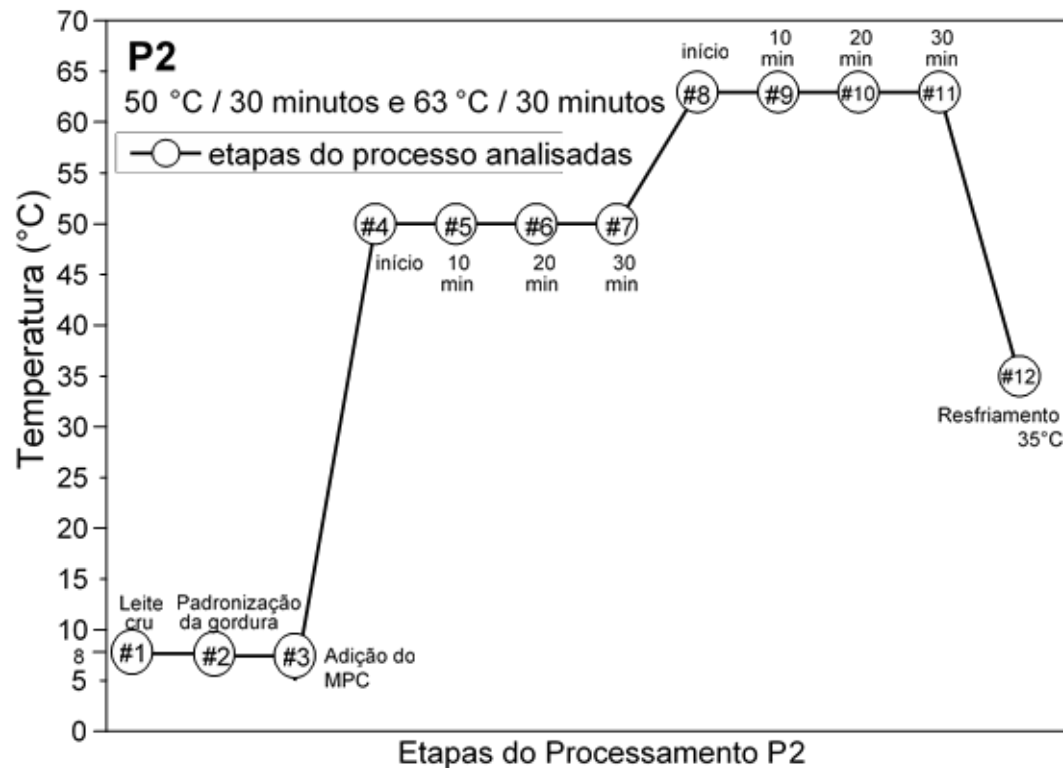 P2
50 °C / 30 minutos e 63 °C / 30 minutos
etapas do processo analisadas
Temperatura (°C)
70
65
60
55
50
45
40
35
30
25
20
15
10
8
5
0
Leite
cru
#1
Padronização
da gordura
#2
#3
Adição do
MPC
#4
início
#5
10
min
#6
20
min
#7
30
min
início
#8
10
min
#9
20
min
#10
30
min
#11
#12
Resfriamento
35°C
Etapas do Processamento P2